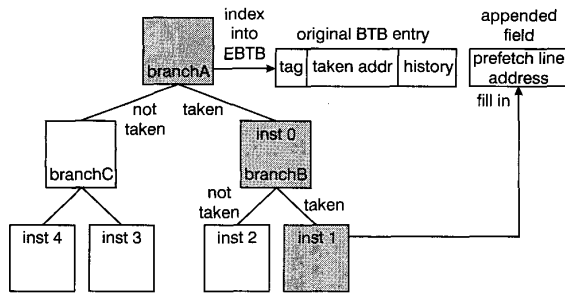 index
into
EBTB
original BTB entry
appended
field
branchA
tag
taken addr
history
prefetch line
address
not
taken
taken
fill in
inst 0
branchC
branchB
not
taken
taken
inst 4
inst 3
inst 2
inst 1